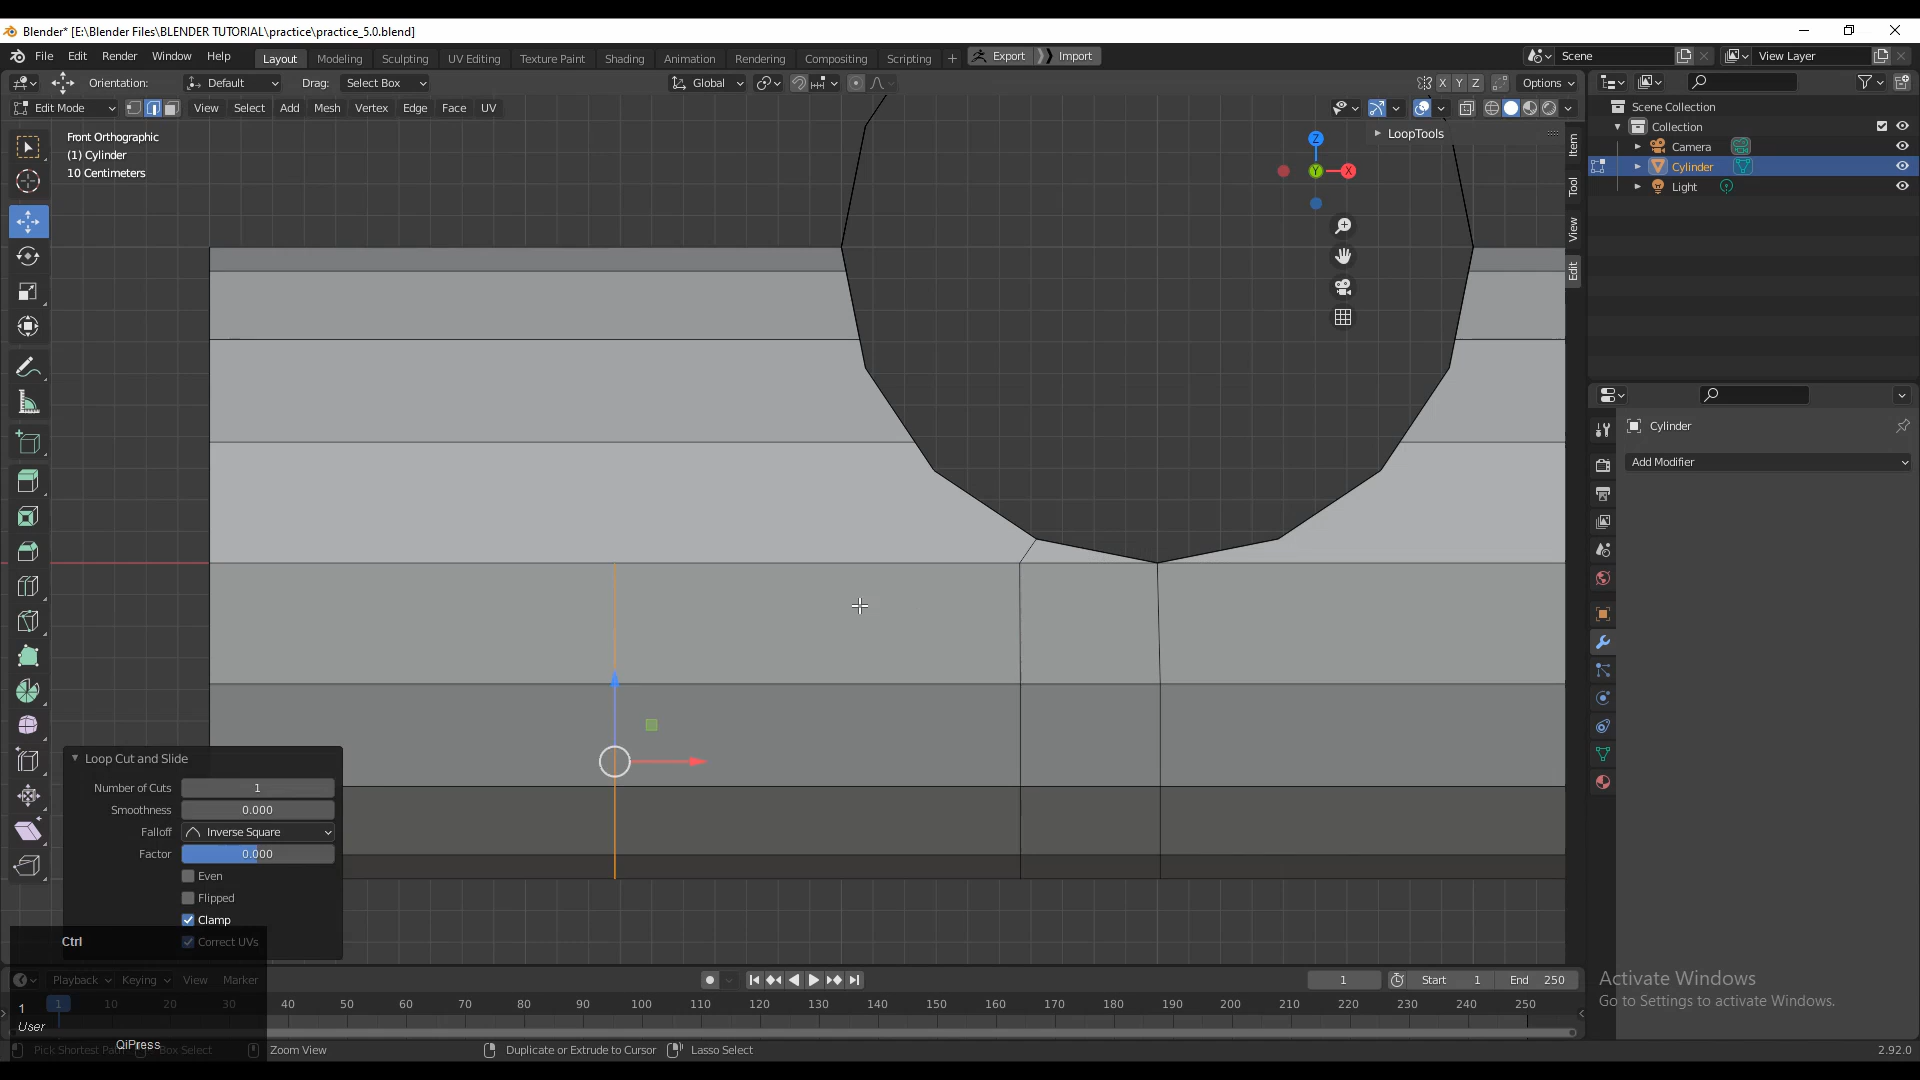 Blender* [E:\Blender Files\BLENDER TUTORIAL\practice\practice_5.0.blend]
File Edit Render Window Help Layout Modeling Sculpting UV Editing Texture Paint Shading Animation Rendering Compositing Scripting + Export Import Scene View Layer
Orientation: Default Drag: Select Box Global X Y Z Options
Edit Mode View Select Add Mesh Vertex Edge Face UV
Front Orthographic
(1) Cylinder
10 Centimeters
LoopTools
Z
Y
X
Item
Tool
View
Edit
Scene Collection
Collection
Camera
Cylinder
Light
Cylinder
Add Modifier
Loop Cut and Slide
Number of Cuts 1
Smoothness 0.000
Falloff Inverse Square
Factor 0.000
Even
Flipped
Clamp
Correct UVs
Ctrl
Playback Keying View Marker 1 Start 1 End 250
1 10 20 30 40 50 60 70 80 90 100 110 120 130 140 150 160 170 180 190 200 210 220 230 240 250
1
User
QiPress
Pick Shortest Path Box Select Zoom View Duplicate or Extrude to Cursor Lasso Select 2.92.0
Activate Windows
Go to Settings to activate Windows.